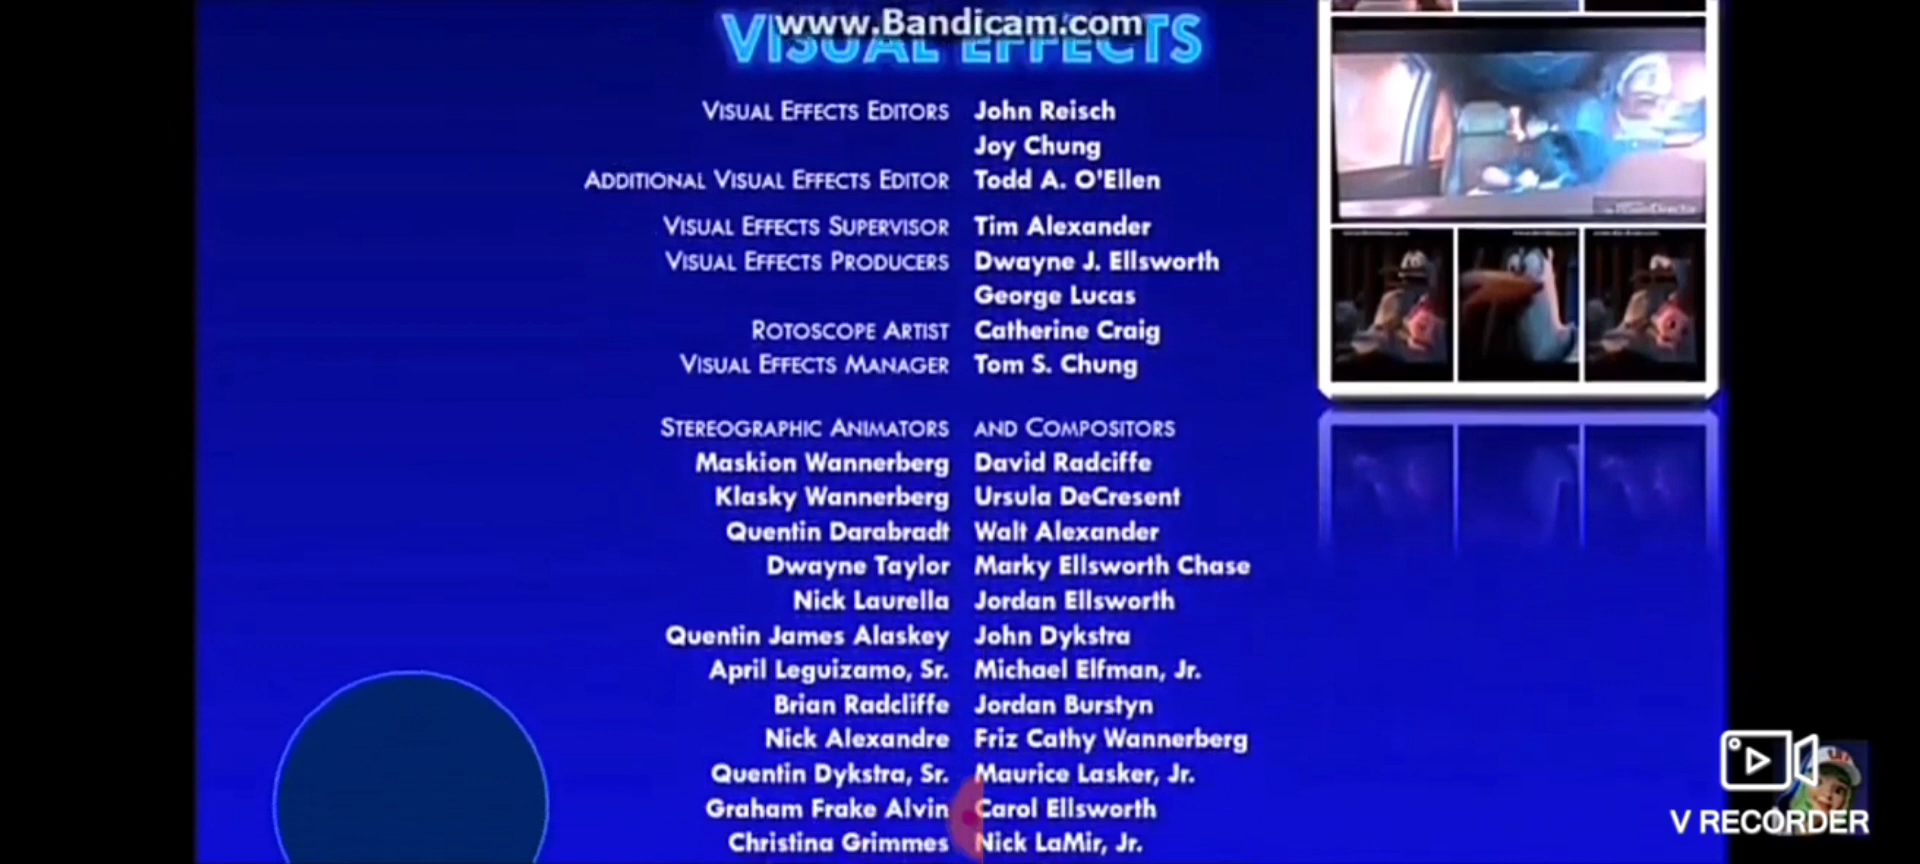 www.Bandicam.com
VISUAL EFFECTS
VISUAL EFFECTS EDITORS John Reisch
Joy Chung
ADDITIONAL VISUAL EFFECTS EDITOR Todd A. O'Ellen
VISUAL EFFECTS SUPERVISOR Tim Alexander
VISUAL EFFECTS PRODUCERS Dwayne J. Ellsworth
George Lucas
ROTOSCOPE ARTIST Catherine Craig
VISUAL EFFECTS MANAGER Tom S. Chung
STEREOGRAPHIC ANIMATORS AND COMPOSITORS
Maskion Wannerberg David Radciffe
Klasky Wannerberg Ursula DeCresent
Quentin Darabradt Walt Alexander
Dwayne Taylor Marky Ellsworth Chase
Nick Laurella Jordan Ellsworth
Quentin James Alaskey John Dykstra
April Leguizamo, Sr. Michael Elfman, Jr.
Brian Radcliffe Jordan Burstyn
Nick Alexandre Friz Cathy Wannerberg
Quentin Dykstra, Sr. Maurice Lasker, Jr.
Graham Frake Alvin Carol Ellsworth
Christina Grimmes Nick LaMir, Jr.
V RECORDER